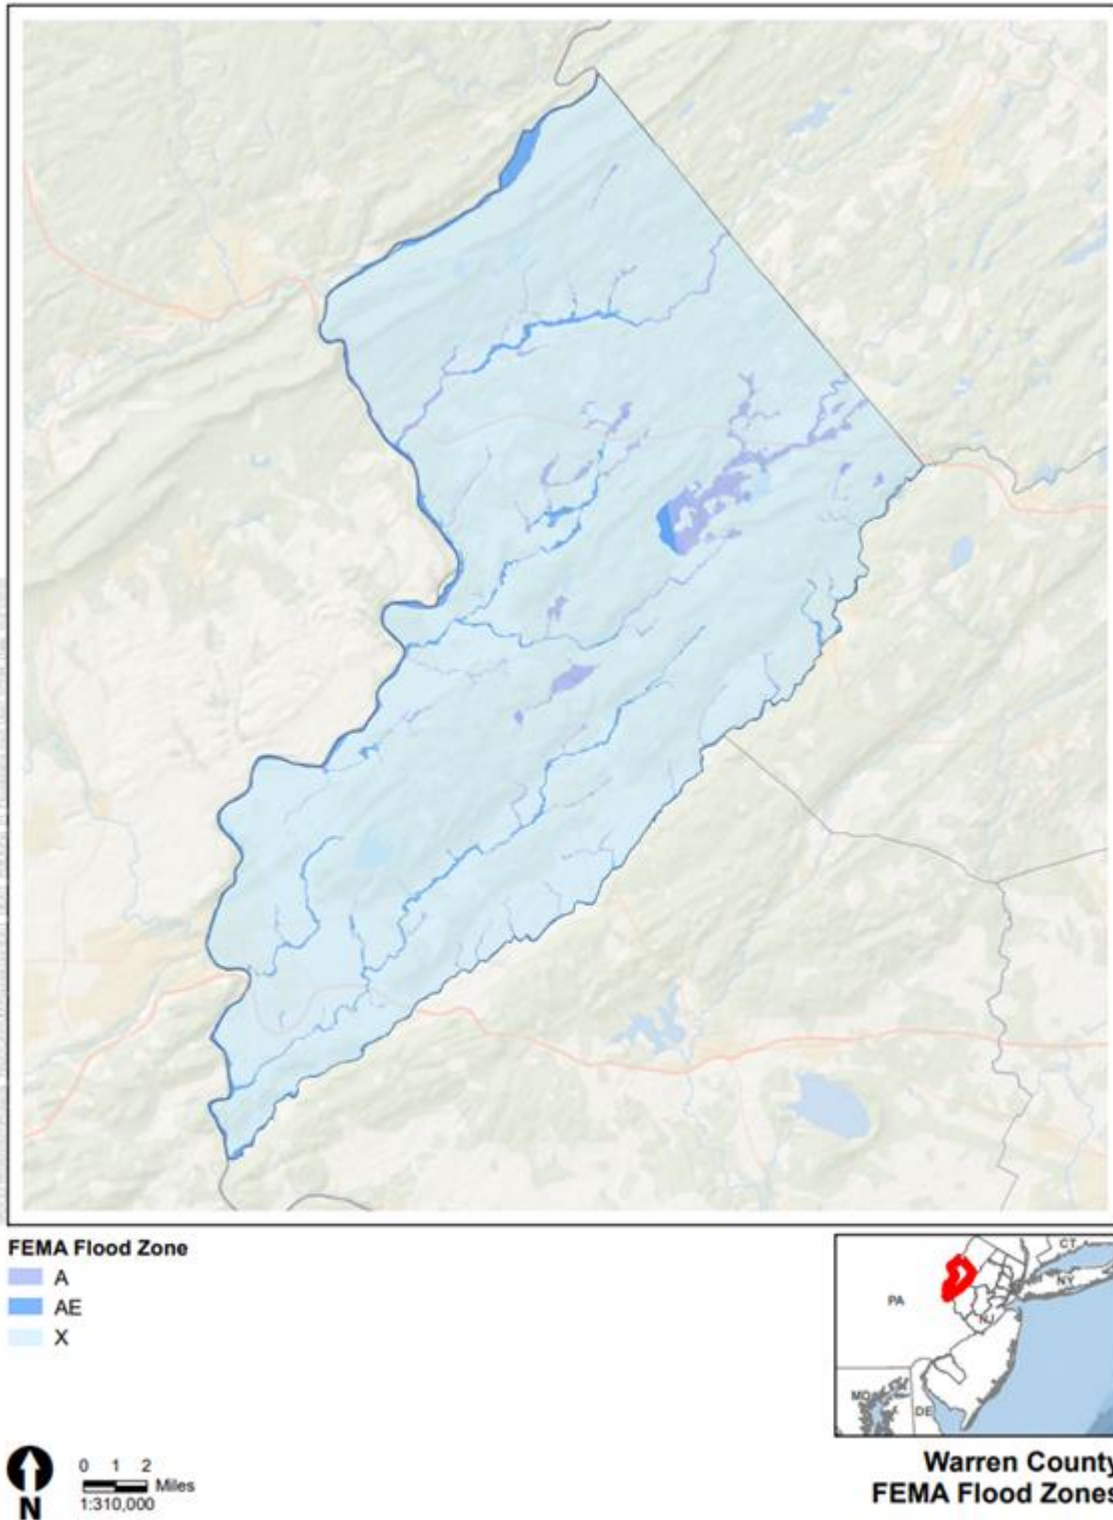 FEMA Flood Zone
A
AE
X
CT
NY
PA
NJ
MD
DE
N
0 1 2
Miles
1:310,000
Warren County
FEMA Flood Zones